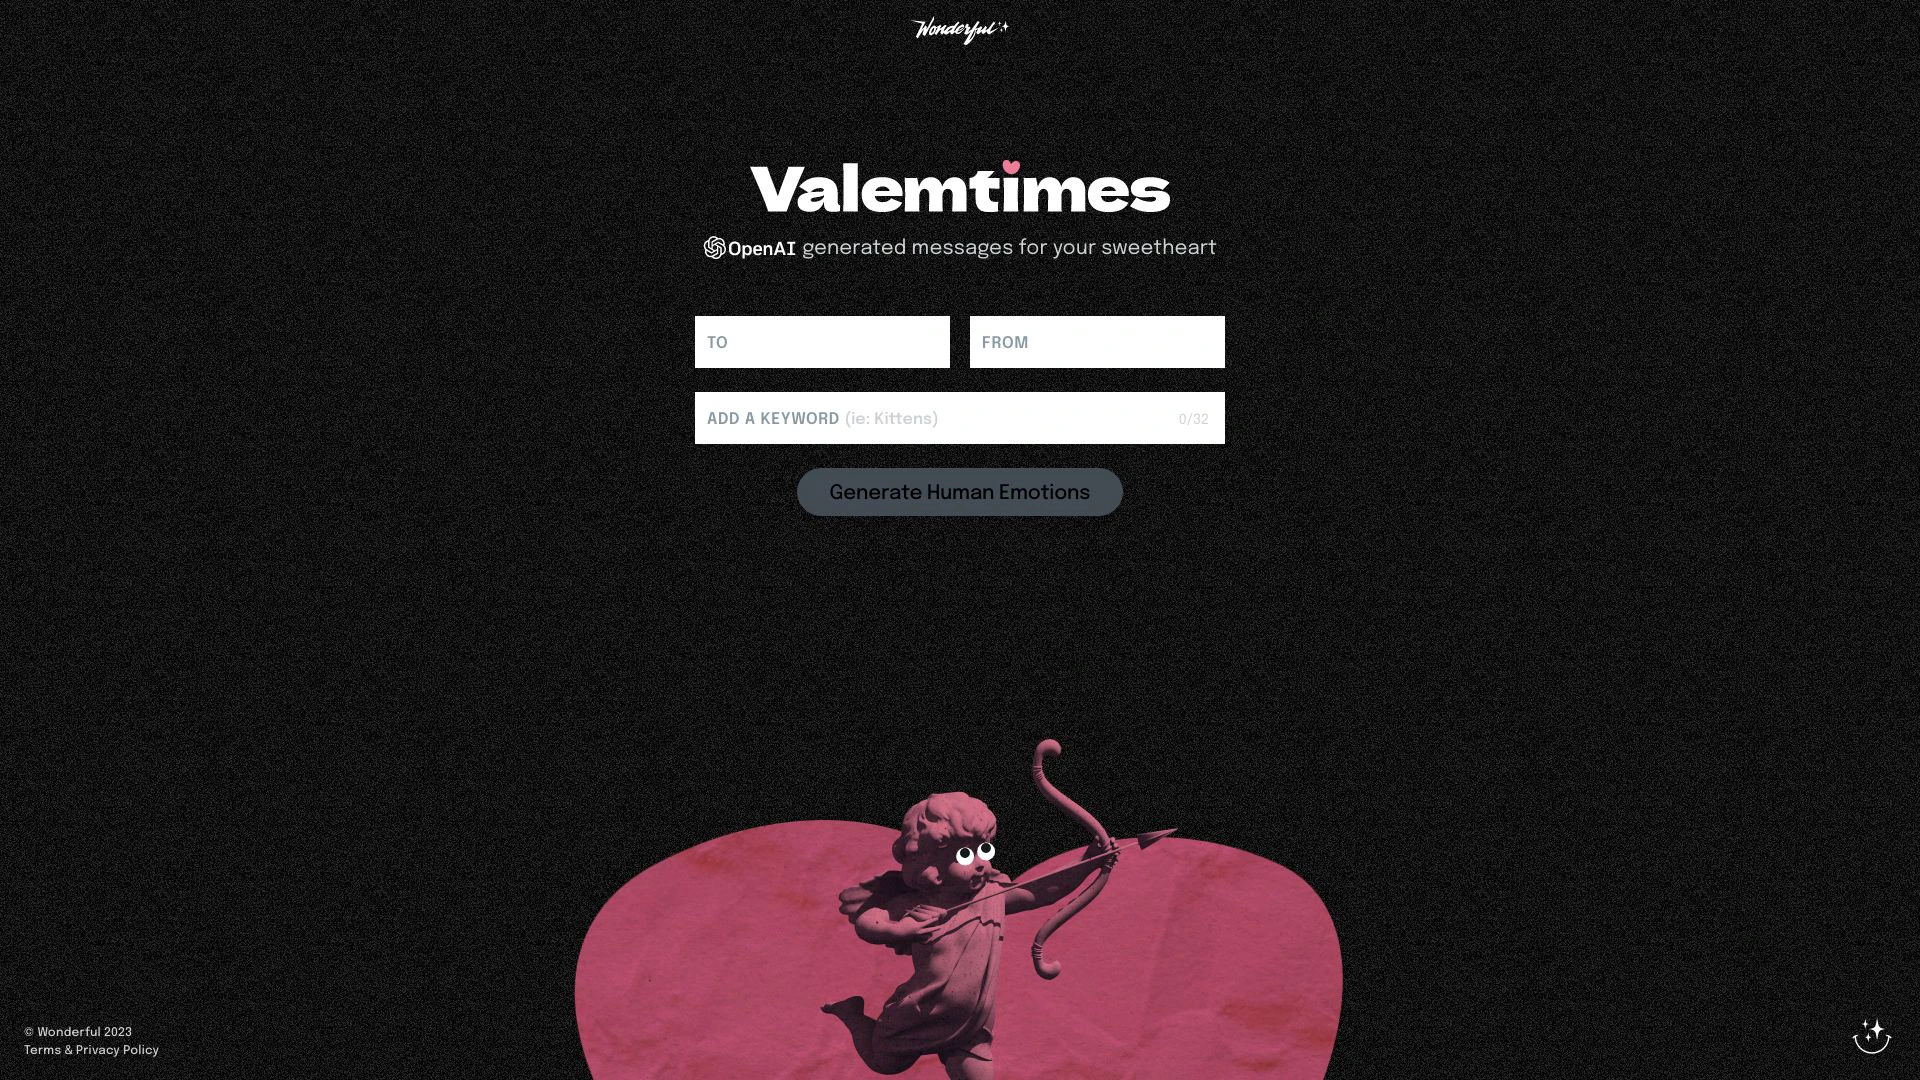 Wonderful
Valemtimes
OpenAI generated messages for your sweetheart
TO
FROM
ADD A KEYWORD (ie: Kittens)
0/32
Generate Human Emotions
© Wonderful 2023
Terms & Privacy Policy